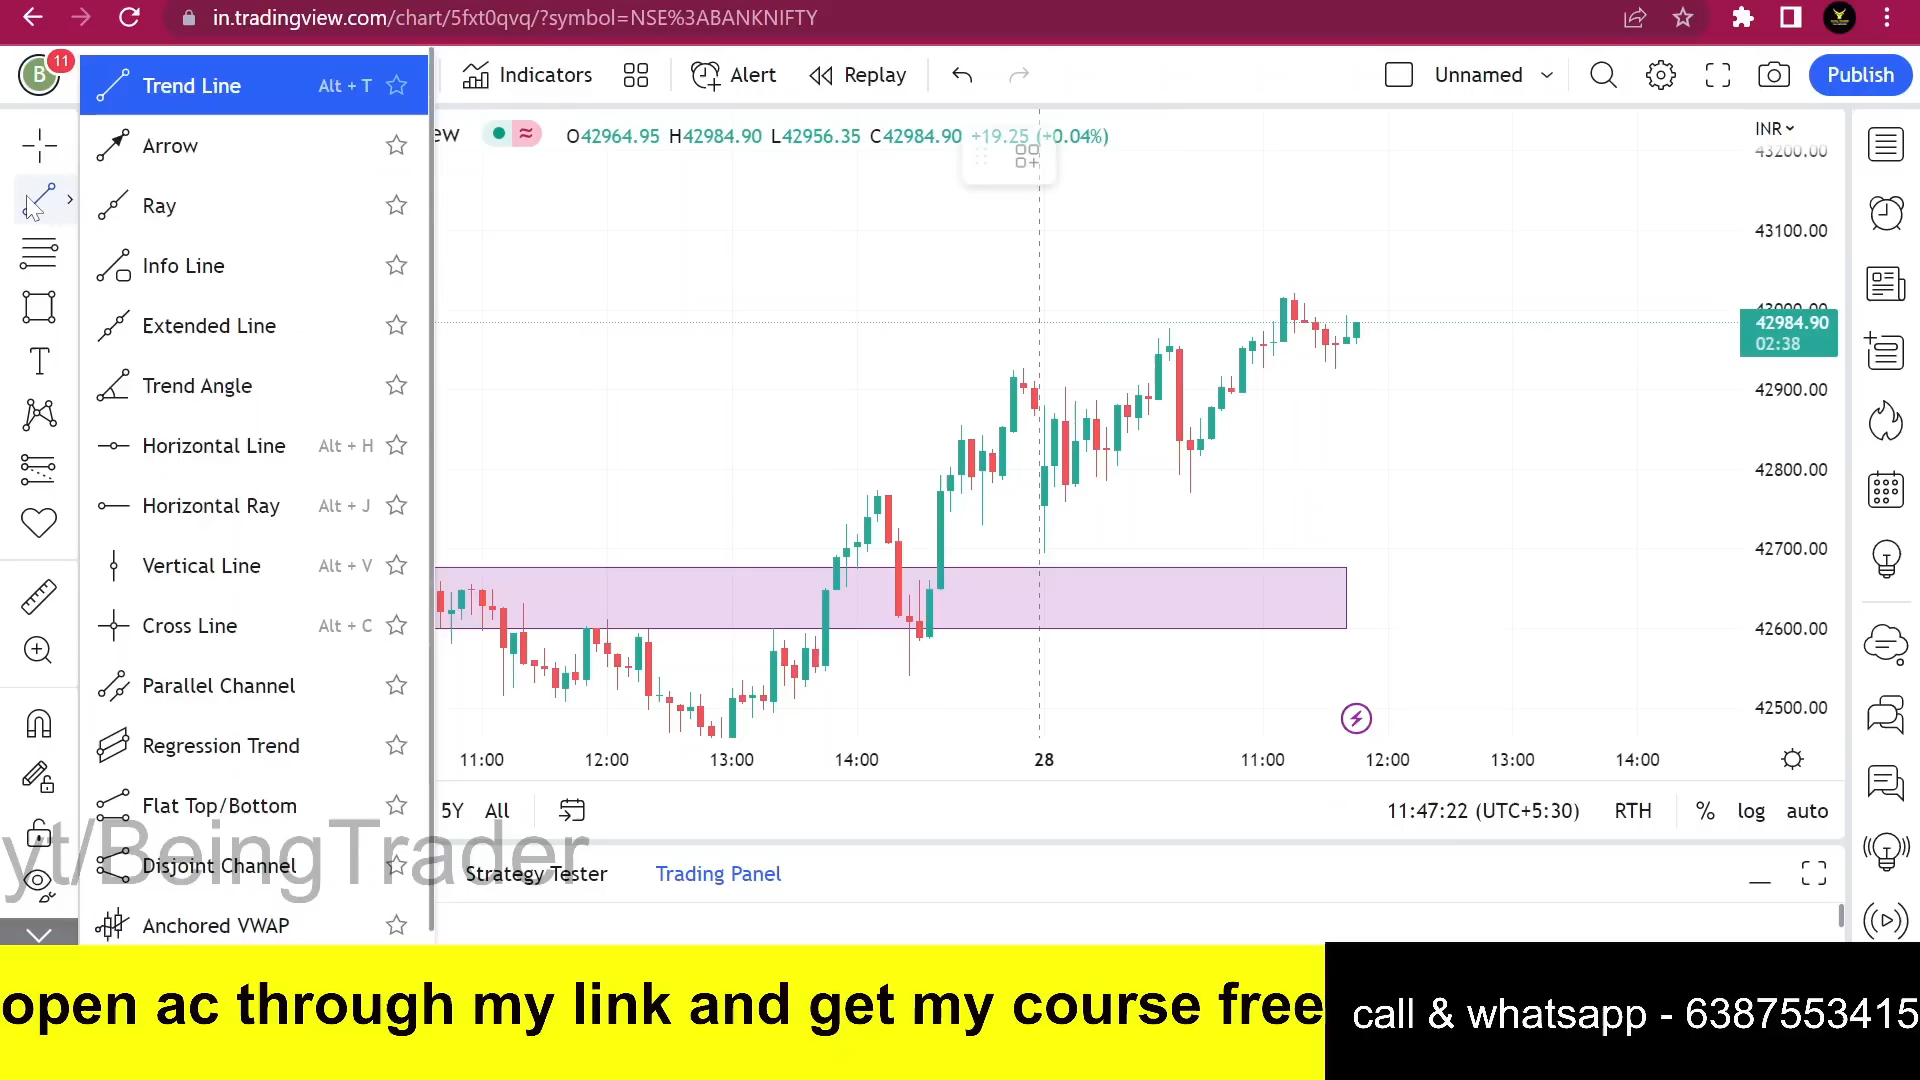 in.tradingview.com/chart/5fxt0qvq/?symbol=NSE%3ABANKNIFTY
B
11
Indicators
Alert
Replay
Unnamed
Publish
Trend Line Alt + T
Arrow
Ray
Info Line
Extended Line
Trend Angle
Horizontal Line Alt + H
Horizontal Ray Alt + J
Vertical Line Alt + V
Cross Line Alt + C
Parallel Channel
Regression Trend
Flat Top/Bottom
Disjoint Channel
Anchored VWAP
ew
O42964.95 H42984.90 L42956.35 C42984.90 +19.25 (+0.04%)
INR
43200.00
43100.00
43000.00
42984.90
02:38
42900.00
42800.00
42700.00
42600.00
42500.00
11:00 12:00 13:00 14:00 28 11:00 12:00 13:00 14:00
5Y All
11:47:22 (UTC+5:30) RTH % log auto
yt/BeingTrader
Strategy Tester Trading Panel
open ac through my link and get my course free
call & whatsapp - 6387553415